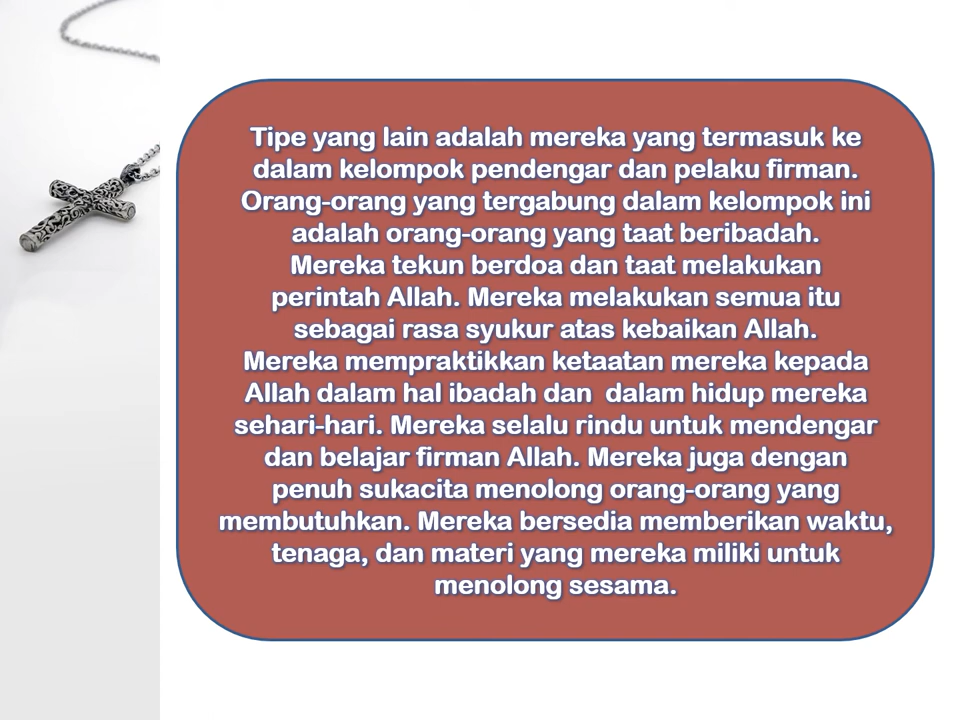 Tipe yang lain adalah mereka yang termasuk ke
dalam kelompok pendengar dan pelaku firman.
Orang-orang yang tergabung dalam kelompok ini
adalah orang-orang yang taat beribadah.
Mereka tekun berdoa dan taat melakukan
perintah Allah. Mereka melakukan semua itu
sebagai rasa syukur atas kebaikan Allah.
Mereka mempraktikkan ketaatan mereka kepada
Allah dalam hal ibadah dan  dalam hidup mereka
sehari-hari. Mereka selalu rindu untuk mendengar
dan belajar firman Allah. Mereka juga dengan
penuh sukacita menolong orang-orang yang
membutuhkan. Mereka bersedia memberikan waktu,
tenaga, dan materi yang mereka miliki untuk
menolong sesama.